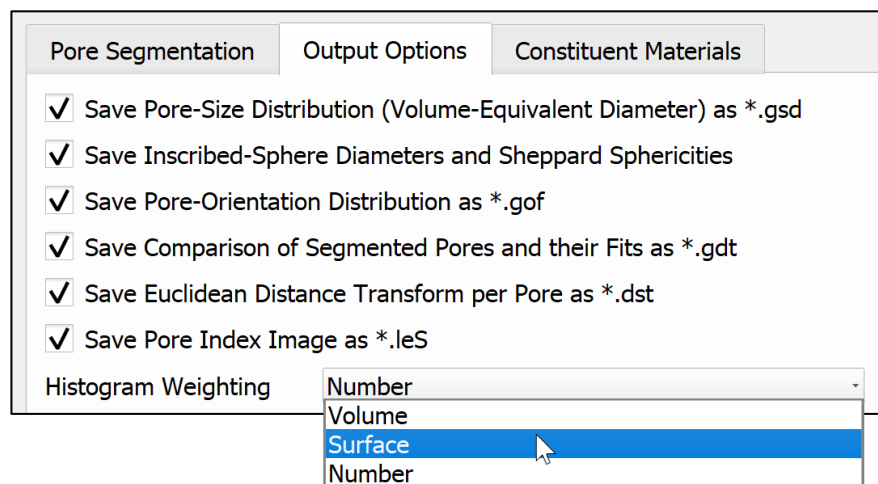 Pore Segmentation Output Options Constituent Materials
Save Pore-Size Distribution (Volume-Equivalent Diameter) as *.gsd
Save Inscribed-Sphere Diameters and Sheppard Sphericities
Save Pore-Orientation Distribution as *.gof
Save Comparison of Segmented Pores and their Fits as *.gdt
Save Euclidean Distance Transform per Pore as *.dst
Save Pore Index Image as *.leS
Histogram Weighting Number
Volume
Surface
Number